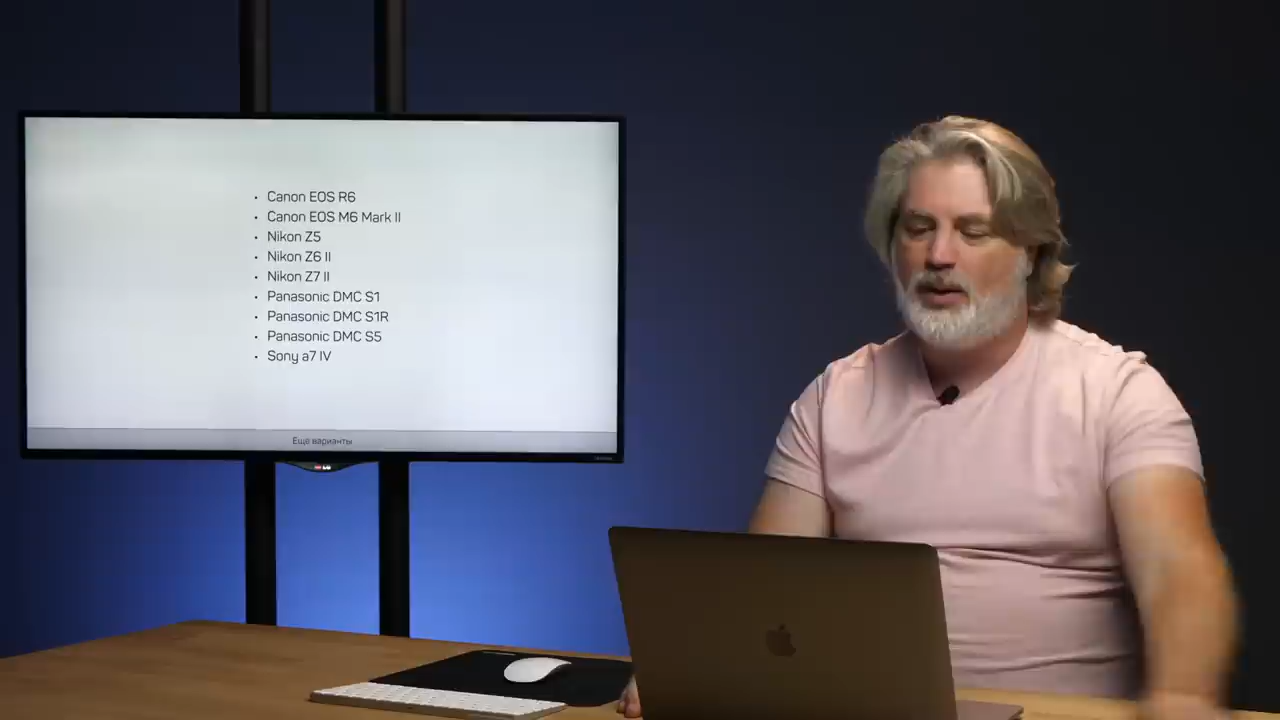 Canon EOS R6
Canon EOS M6 Mark II
Nikon Z5
Nikon Z6 II
Nikon Z7 II
Panasonic DMC S1
Panasonic DMC S1R
Panasonic DMC S5
Sony a7 IV
Еще варианты